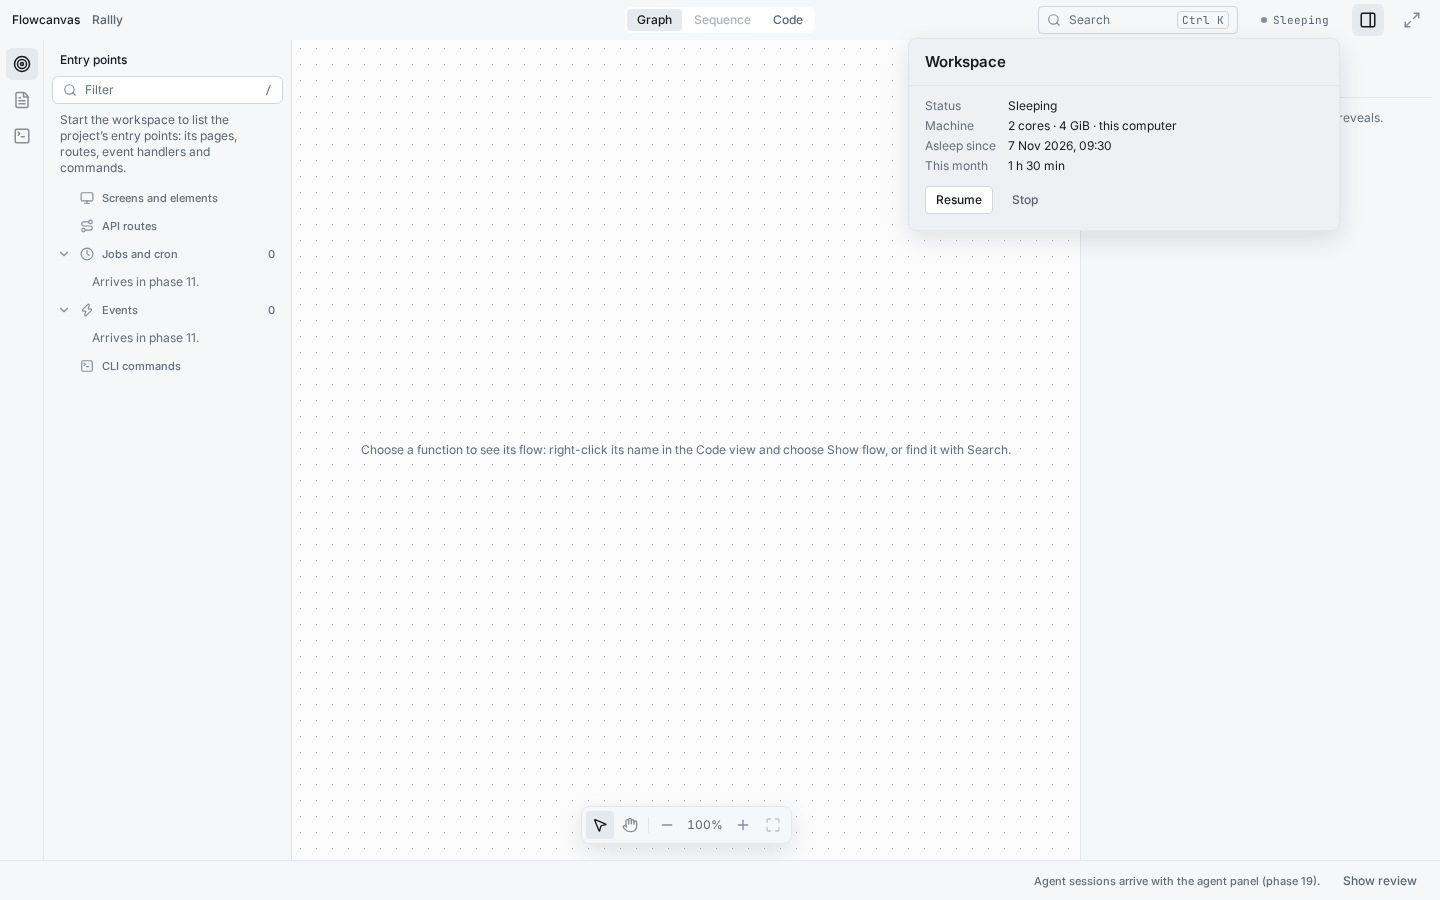 Flowcanvas Rallly
Graph Sequence Code
Search Ctrl K
Sleeping
Entry points
Filter /
Start the workspace to list the
project's entry points: its pages,
routes, event handlers and
commands.
Screens and elements
API routes
Jobs and cron 0
Arrives in phase 11.
Events 0
Arrives in phase 11.
CLI commands
Choose a function to see its flow: right-click its name in the Code view and choose Show flow, or find it with Search.
Workspace
Status Sleeping
Machine 2 cores · 4 GiB · this computer
Asleep since 7 Nov 2026, 09:30
This month 1 h 30 min
Resume Stop
reveals.
100%
Agent sessions arrive with the agent panel (phase 19). Show review